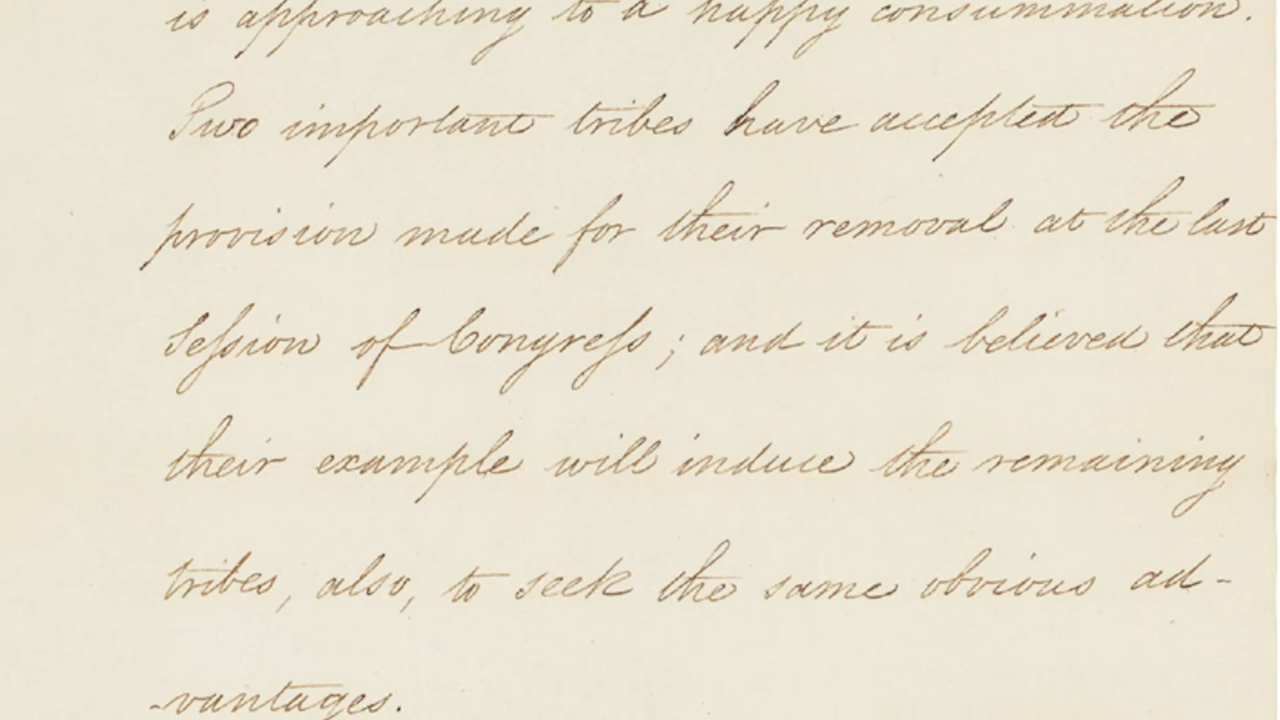 is approaching to a happy consummation.
Two important tribes have accepted the
provision made for their removal at the last
Session of Congress; and it is believed that
their example will induce the remaining
tribes, also, to seek the same obvious ad-
-vantages.